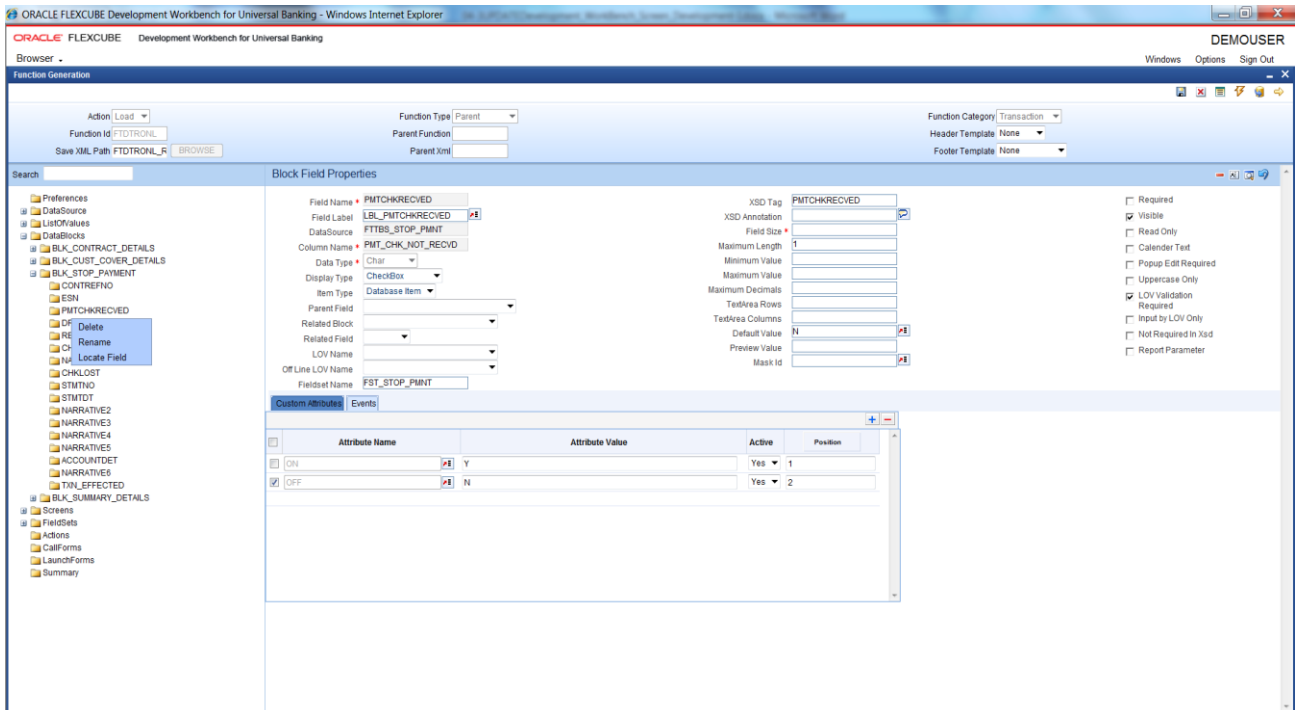 ORACLE FLEXCUBE Development Workbench for Universal Banking - Windows Internet Explorer
ORACLE FLEXCUBE Development Workbench for Universal Banking
DEMOUSER
Browser
Windows Options Sign Out
Function Generation
Action Load
Function Type Parent
Function Category Transaction
Function Id FTDTRONL
Parent Function
Header Template None
Save XML Path FTDTRONL_R BROWSE
Parent Xml
Footer Template None
Search
Preferences
DataSource
ListOfValues
DataBlocks
BLK_CONTRACT_DETAILS
BLK_CUST_COVER_DETAILS
BLK_STOP_PAYMENT
CONTREFNO
ESN
PMTCHKRECVED
Delete
Rename
Locate Field
CHKLOST
STMTNO
STMTDT
NARRATIVE2
NARRATIVE3
NARRATIVE4
NARRATIVE5
ACCOUNTDET
NARRATIVE6
TXN_EFFECTED
BLK_SUMMARY_DETAILS
Screens
FieldSets
Actions
CallForms
LaunchForms
Summary
Block Field Properties
Field Name * PMTCHKRECVED
Field Label LBL_PMTCHKRECVED
DataSource FTTBS_STOP_PMNT
Column Name * PMT_CHK_NOT_RECVD
Data Type * Char
Display Type CheckBox
Item Type Database Item
Parent Field
Related Block
Related Field
LOV Name
Off Line LOV Name
Fieldset Name FST_STOP_PMNT
XSD Tag PMTCHKRECVED
XSD Annotation
Field Size *
Maximum Length 1
Minimum Value
Maximum Value
Maximum Decimals
TextArea Rows
TextArea Columns
Default Value N
Preview Value
Mask Id
Required
Visible
Read Only
Calender Text
Popup Edit Required
Uppercase Only
LOV Validation
Required
Input by LOV Only
Not Required In Xsd
Report Parameter
Custom Attributes Events
Attribute Name Attribute Value Active Position
ON Y Yes 1
OFF N Yes 2